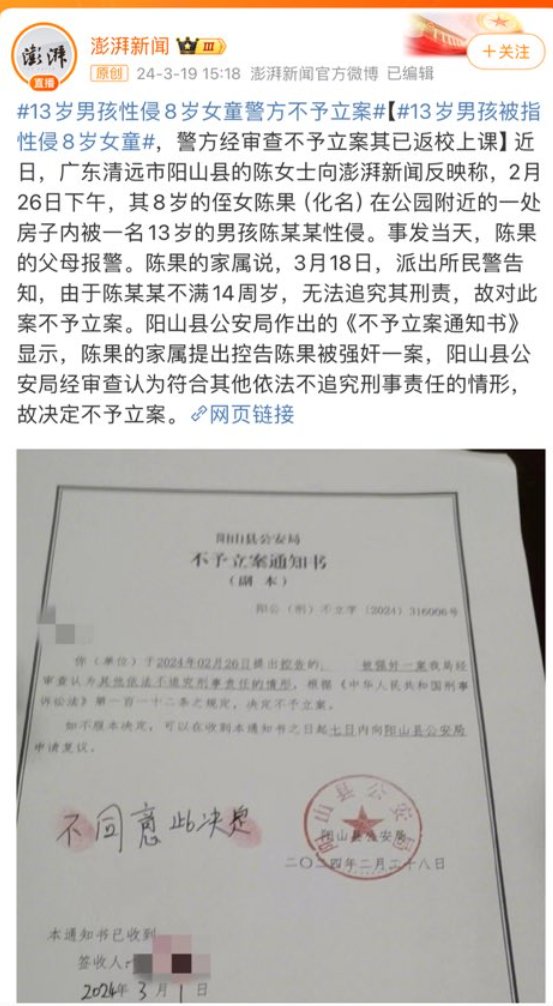 澎湃
直播
澎湃新闻 III
原创 24-3-19 15:18 澎湃新闻官方微博 已编辑
+关注
#13岁男孩性侵8岁女童警方不予立案#【#13岁男孩被指
性侵8岁女童#，警方经审查不予立案其已返校上课】近
日，广东清远市阳山县的陈女士向澎湃新闻反映称，2月
26日下午，其8岁的侄女陈果（化名）在公园附近的一处
房子内被一名13岁的男孩陈某某性侵。事发当天，陈果
的父母报警。陈果的家属说，3月18日，派出所民警告
知，由于陈某某不满14周岁，无法追究其刑责，故对此
案不予立案。阳山县公安局作出的《不予立案通知书》
显示，陈果的家属提出控告陈果被强奸一案，阳山县公
安局经审查认为符合其他依法不追究刑事责任的情形，
故决定不予立案。网页链接
阳山县公安局
不予立案通知书
（副本）
阳公（刑）不立字〔2024〕316006号
你（单位）于2024年02月26日提出控告的，被强奸一案我局经
审查认为其他依法不追究刑事责任的情形，根据《中华人民共和国刑事
诉讼法》第一百一十二条之规定，决定不予立案。
如不服本决定，可以在收到本通知书之日起七日内向阳山县公安局
申请复议。
不同意此决定
阳山县公安局
阳山县公安局
二〇二四年二月二十八日
本通知书已收到
签收人：
2024年3月1日